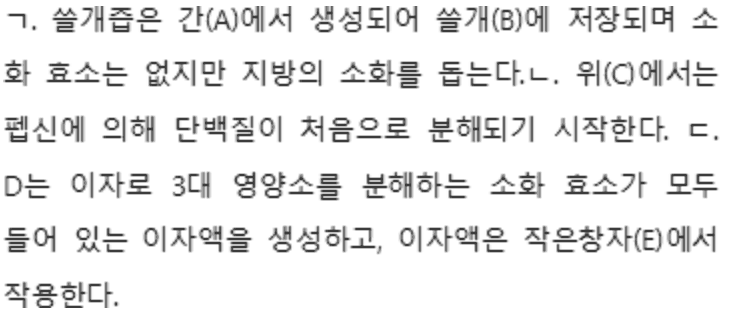 ㄱ. 쓸개즙은 간(A)에서 생성되어 쓸개(B)에 저장되며 소
화 효소는 없지만 지방의 소화를 돕는다.ㄴ. 위(C)에서는
펩신에 의해 단백질이 처음으로 분해되기 시작한다. ㄷ.
D는 이자로 3대 영양소를 분해하는 소화 효소가 모두
들어 있는 이자액을 생성하고, 이자액은 작은창자(E)에서
작용한다.